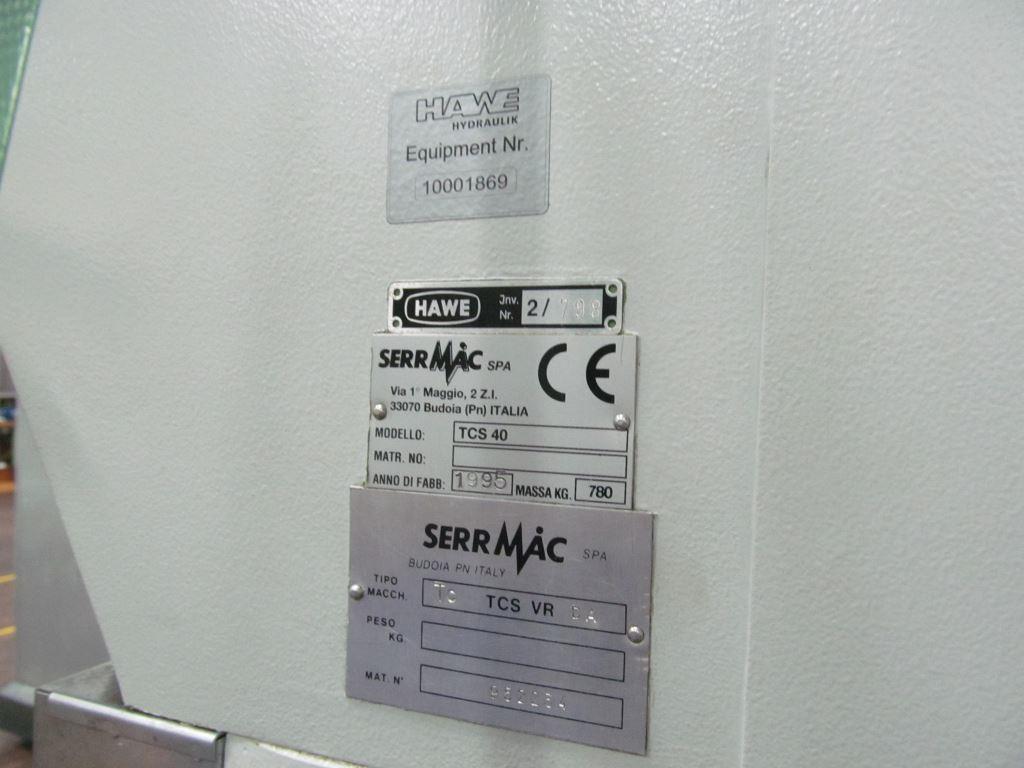 HAWE
HYDRAULIK
Equipment Nr.
10001869
HAWE Jnv. Nr. 2/ 798
SERRMAC SPA CE
Via 1° Maggio, 2 Z.I.
33070 Budoia (Pn) ITALIA
MODELLO: TCS 40
MATR. NO:
ANNO DI FABB: 1995 MASSA KG. 780
SERRMAC SPA
BUDOIA PN ITALY
TIPO MACCH. TCS VR
PESO KG
MAT. N°